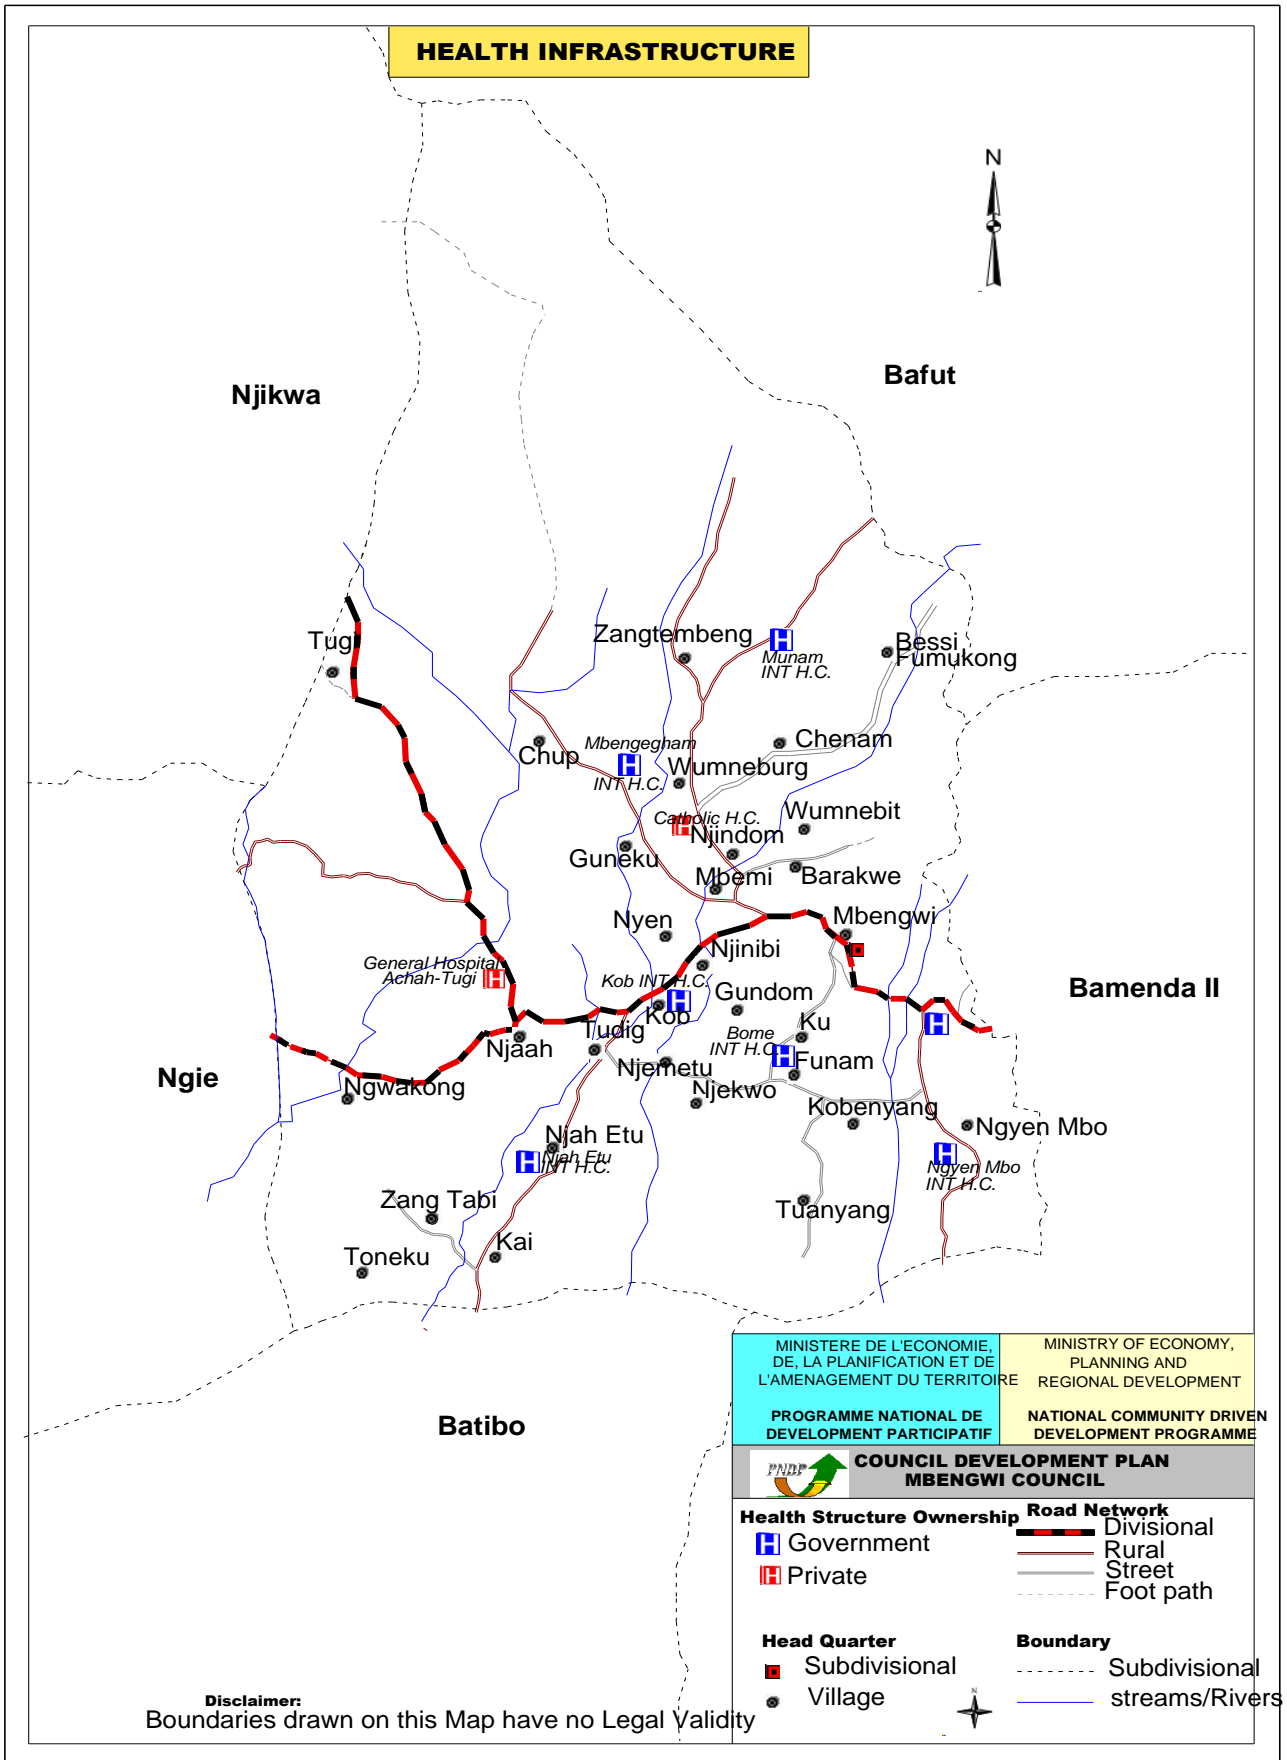 HEALTH INFRASTRUCTURE
N
Bafut
Njikwa
Tugi
Zangtembeng
Munam
INT H.C.
Bessi
Fumukong
Chup
Mbengegham
INT H.C.
Chenam
Wumneburg
Catholic H.C.
Wumnebit
Njindom
Guneku
Mbemi
Barakwe
Nyen
Mbengwi
Njinibi
General Hospital
Achah-Tugi
Kob INT H.C.
Kob
Gundom
Bamenda II
Njaah
Tudig
Bome
INT H.C.
Ku
Funam
Ngie
Njemetu
Ngwakong
Njekwo
Kobenyang
Ngyen Mbo
Njah Etu
Njah Etu
INT H.C.
Ngyen Mbo
INT H.C.
Zang Tabi
Tuanyang
Kai
Toneku
Batibo
MINISTERE DE L'ECONOMIE,
DE, LA PLANIFICATION ET DE
L'AMENAGEMENT DU TERRITOIRE
PROGRAMME NATIONAL DE
DEVELOPMENT PARTICIPATIF
MINISTRY OF ECONOMY,
PLANNING AND
REGIONAL DEVELOPMENT
NATIONAL COMMUNITY DRIVEN
DEVELOPMENT PROGRAMME
PNDP
COUNCIL DEVELOPMENT PLAN
MBENGWI COUNCIL
Health Structure Ownership
H Government
H Private
Road Network
Divisional
Rural
Street
Foot path
Head Quarter
Subdivisional
Village
Boundary
Subdivisional
streams/Rivers
N
Disclaimer:
Boundaries drawn on this Map have no Legal Validity